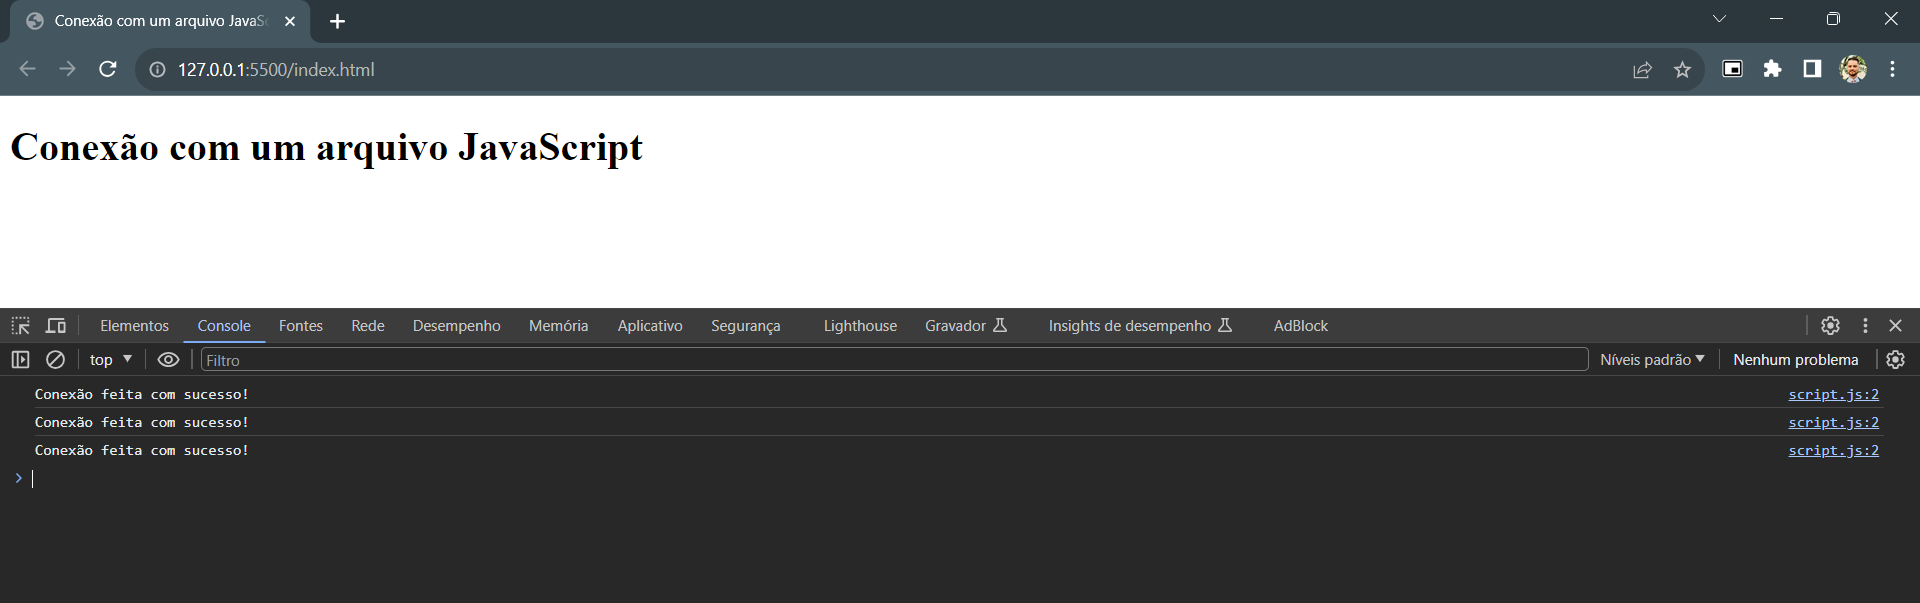 Conexão com um arquivo JavaSc
127.0.0.1:5500/index.html
Conexão com um arquivo JavaScript
Elementos Console Fontes Rede Desempenho Memória Aplicativo Segurança Lighthouse Gravador Insights de desempenho AdBlock
top Filtro Níveis padrão Nenhum problema
Conexão feita com sucesso! script.js:2
Conexão feita com sucesso! script.js:2
Conexão feita com sucesso! script.js:2